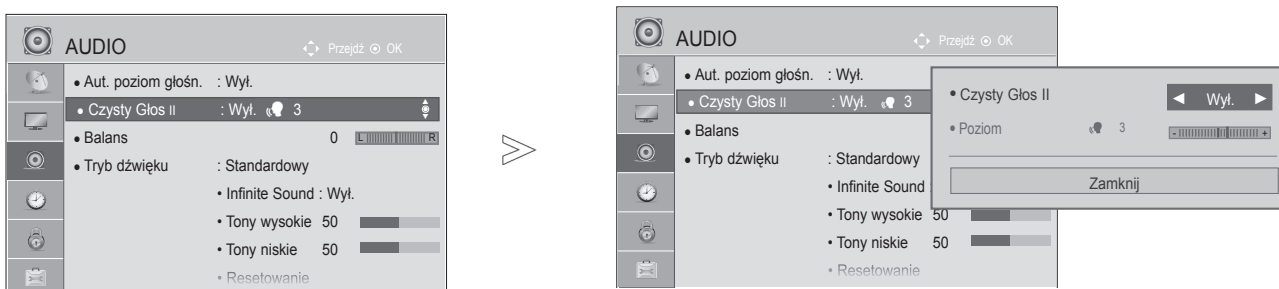 AUDIO
Przejdź OK
• Aut. poziom głośn. : Wył.
• Czysty Głos II : Wył. 3
• Balans 0 L R
• Tryb dźwięku : Standardowy
• Infinite Sound : Wył.
• Tony wysokie 50
• Tony niskie 50
• Resetowanie
AUDIO
Przejdź OK
• Aut. poziom głośn. : Wył.
• Czysty Głos II : Wył. 3
• Balans
• Tryb dźwięku : Standardowy
• Infinite Sound :
• Tony wysokie 50
• Tony niskie 50
• Resetowanie
• Czysty Głos II ◄ Wył. ►
• Poziom 3 - +
Zamknij